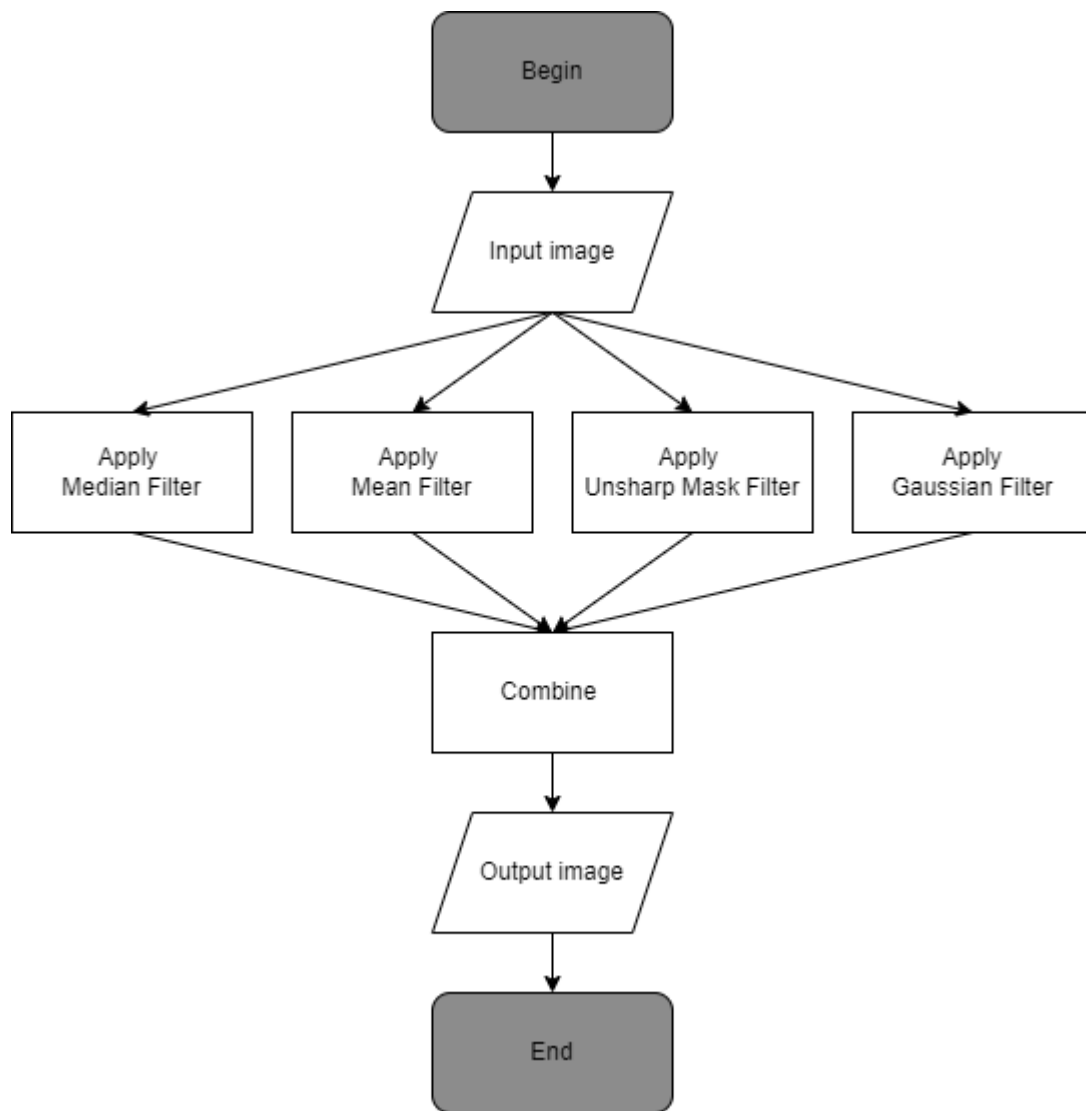 Begin
Input image
Apply
Median Filter
Apply
Mean Filter
Apply
Unsharp Mask Filter
Apply
Gaussian Filter
Combine
Output image
End